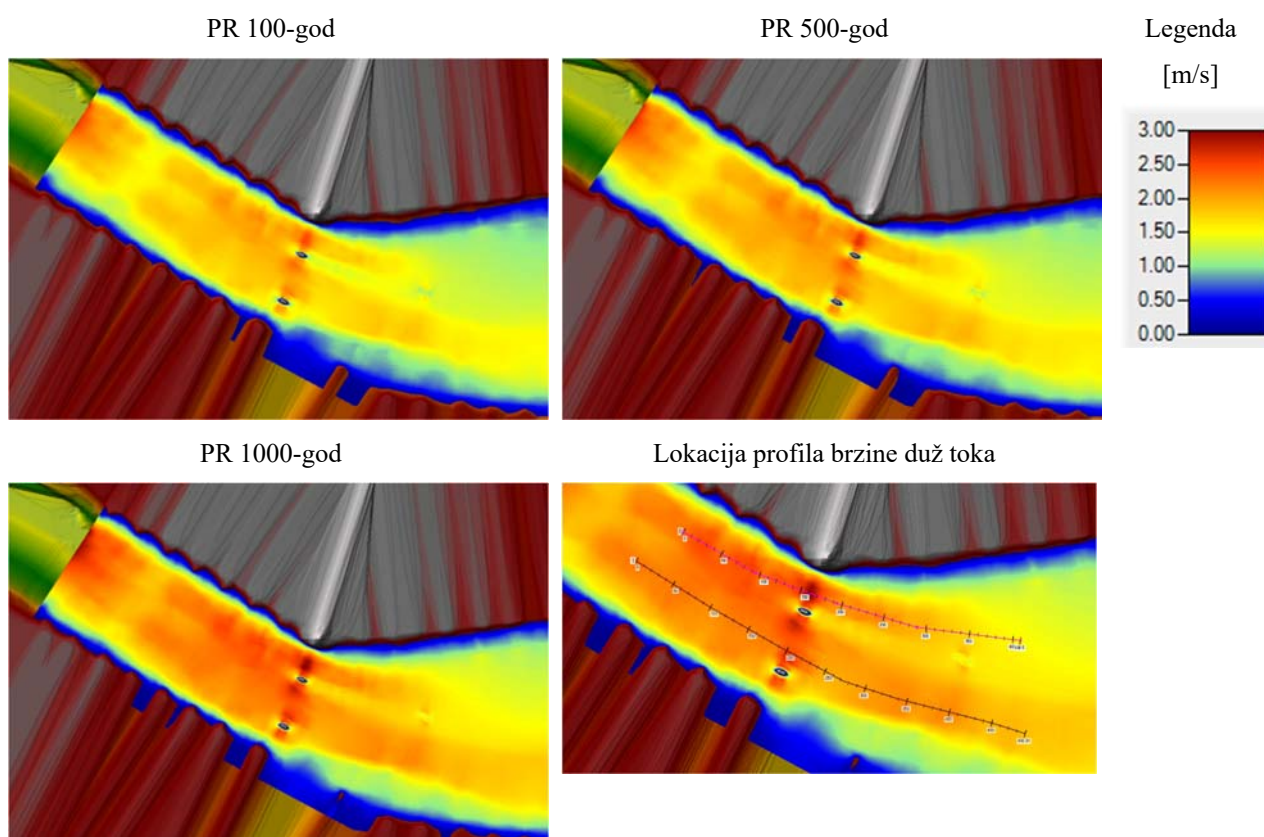 PR 100-god
PR 500-god
Legenda
[m/s]
3.00
2.50
2.00
1.50
1.00
0.50
0.00
PR 1000-god
Lokacija profila brzine duž toka